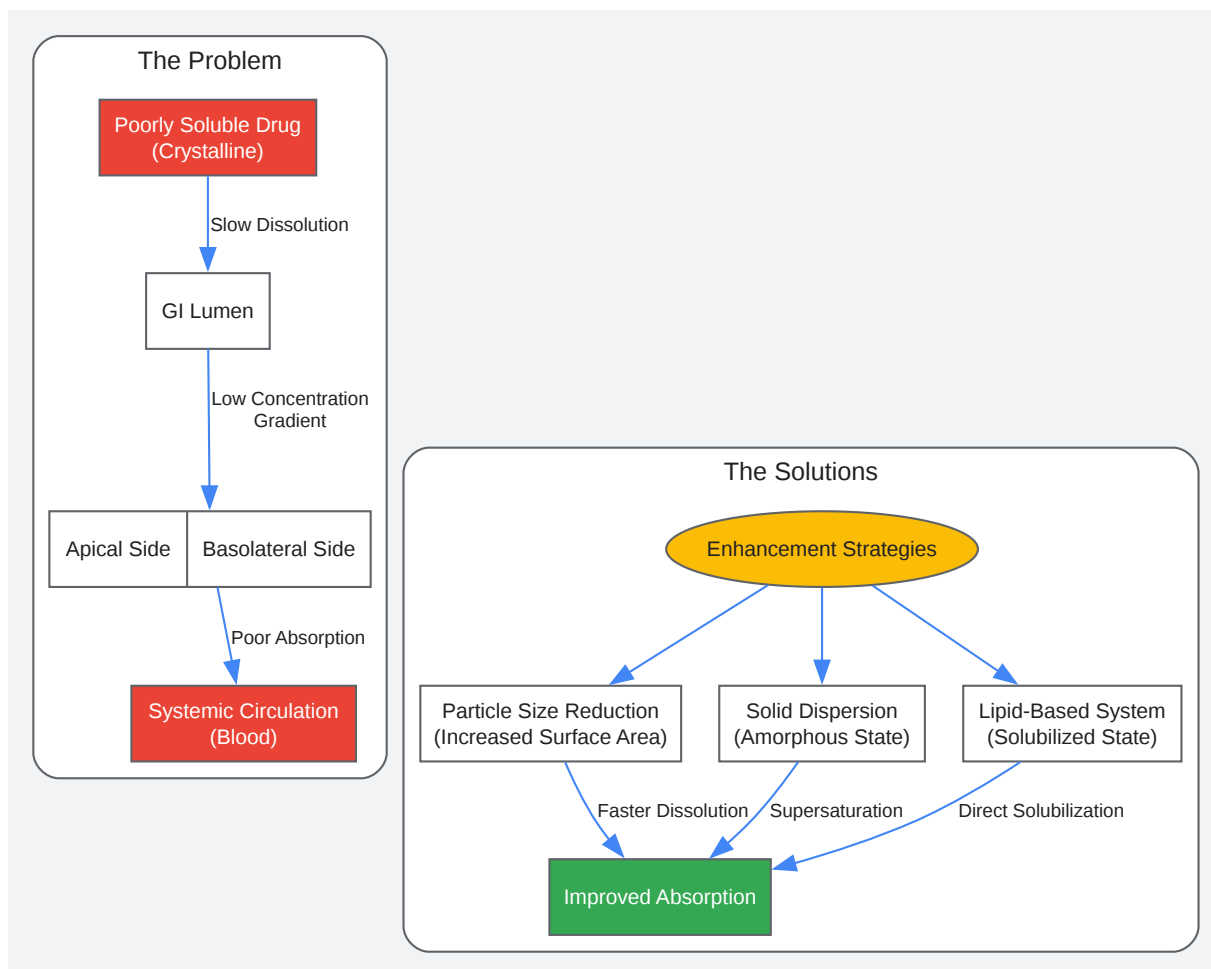 The Problem
Poorly Soluble Drug
(Crystalline)
Slow Dissolution
GI Lumen
Low Concentration
Gradient
Apical Side
Basolateral Side
Poor Absorption
Systemic Circulation
(Blood)
The Solutions
Enhancement Strategies
Particle Size Reduction
(Increased Surface Area)
Solid Dispersion
(Amorphous State)
Lipid-Based System
(Solubilized State)
Faster Dissolution
Supersaturation
Direct Solubilization
Improved Absorption